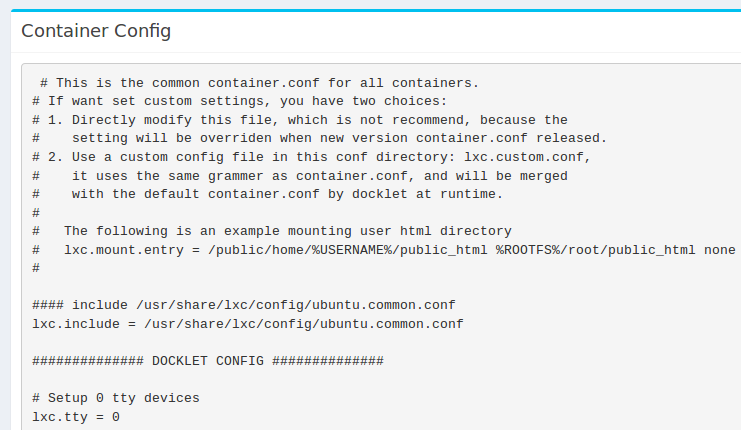 Container Config
# This is the common container.conf for all containers.
# If want set custom settings, you have two choices:
# 1. Directly modify this file, which is not recommend, because the
#    setting will be overriden when new version container.conf released.
# 2. Use a custom config file in this conf directory: lxc.custom.conf,
#    it uses the same grammer as container.conf, and will be merged
#    with the default container.conf by docklet at runtime.
#
#   The following is an example mounting user html directory
#   lxc.mount.entry = /public/home/%USERNAME%/public_html %ROOTFS%/root/public_html none
#
#### include /usr/share/lxc/config/ubuntu.common.conf
lxc.include = /usr/share/lxc/config/ubuntu.common.conf
############## DOCKLET CONFIG ##############
# Setup 0 tty devices
lxc.tty = 0